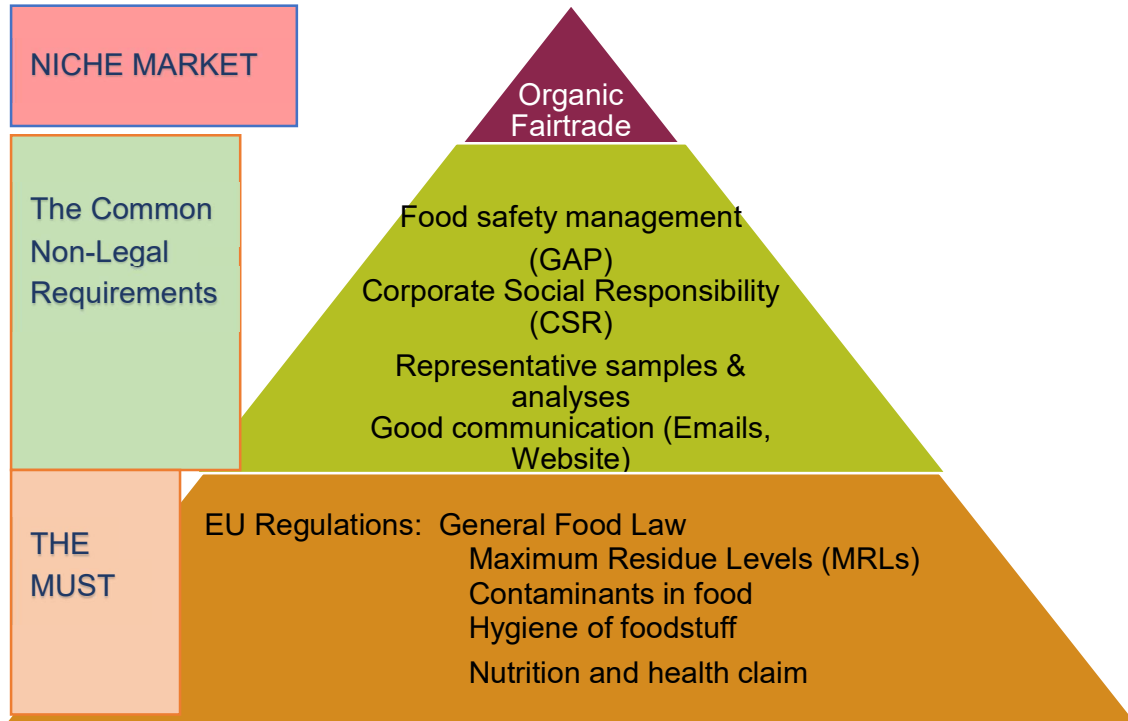 NICHE MARKET
Organic
Fairtrade
The Common
Non-Legal
Requirements
Food safety management
(GAP)
Corporate Social Responsibility
(CSR)
Representative samples &
analyses
Good communication (Emails,
Website)
THE
MUST
EU Regulations: General Food Law
Maximum Residue Levels (MRLs)
Contaminants in food
Hygiene of foodstuff
Nutrition and health claim